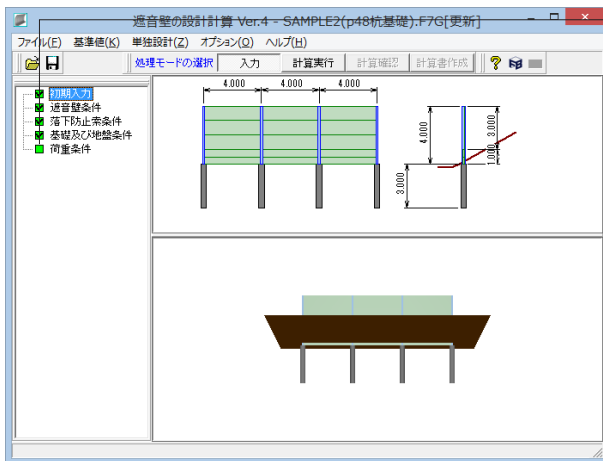 遮音壁の設計計算 Ver.4 - SAMPLE2(p48杭基礎).F7G[更新]
ファイル(F) 基準値(K) 単独設計(Z) オプション(O) ヘルプ(H)
処理モードの選択 入力 計算実行 計算確認 計算書作成
初期入力
遮音壁条件
落下防止索条件
基礎及び地盤条件
荷重条件
4.000 4.000 4.000
4.000
3.000
1.000
3.000